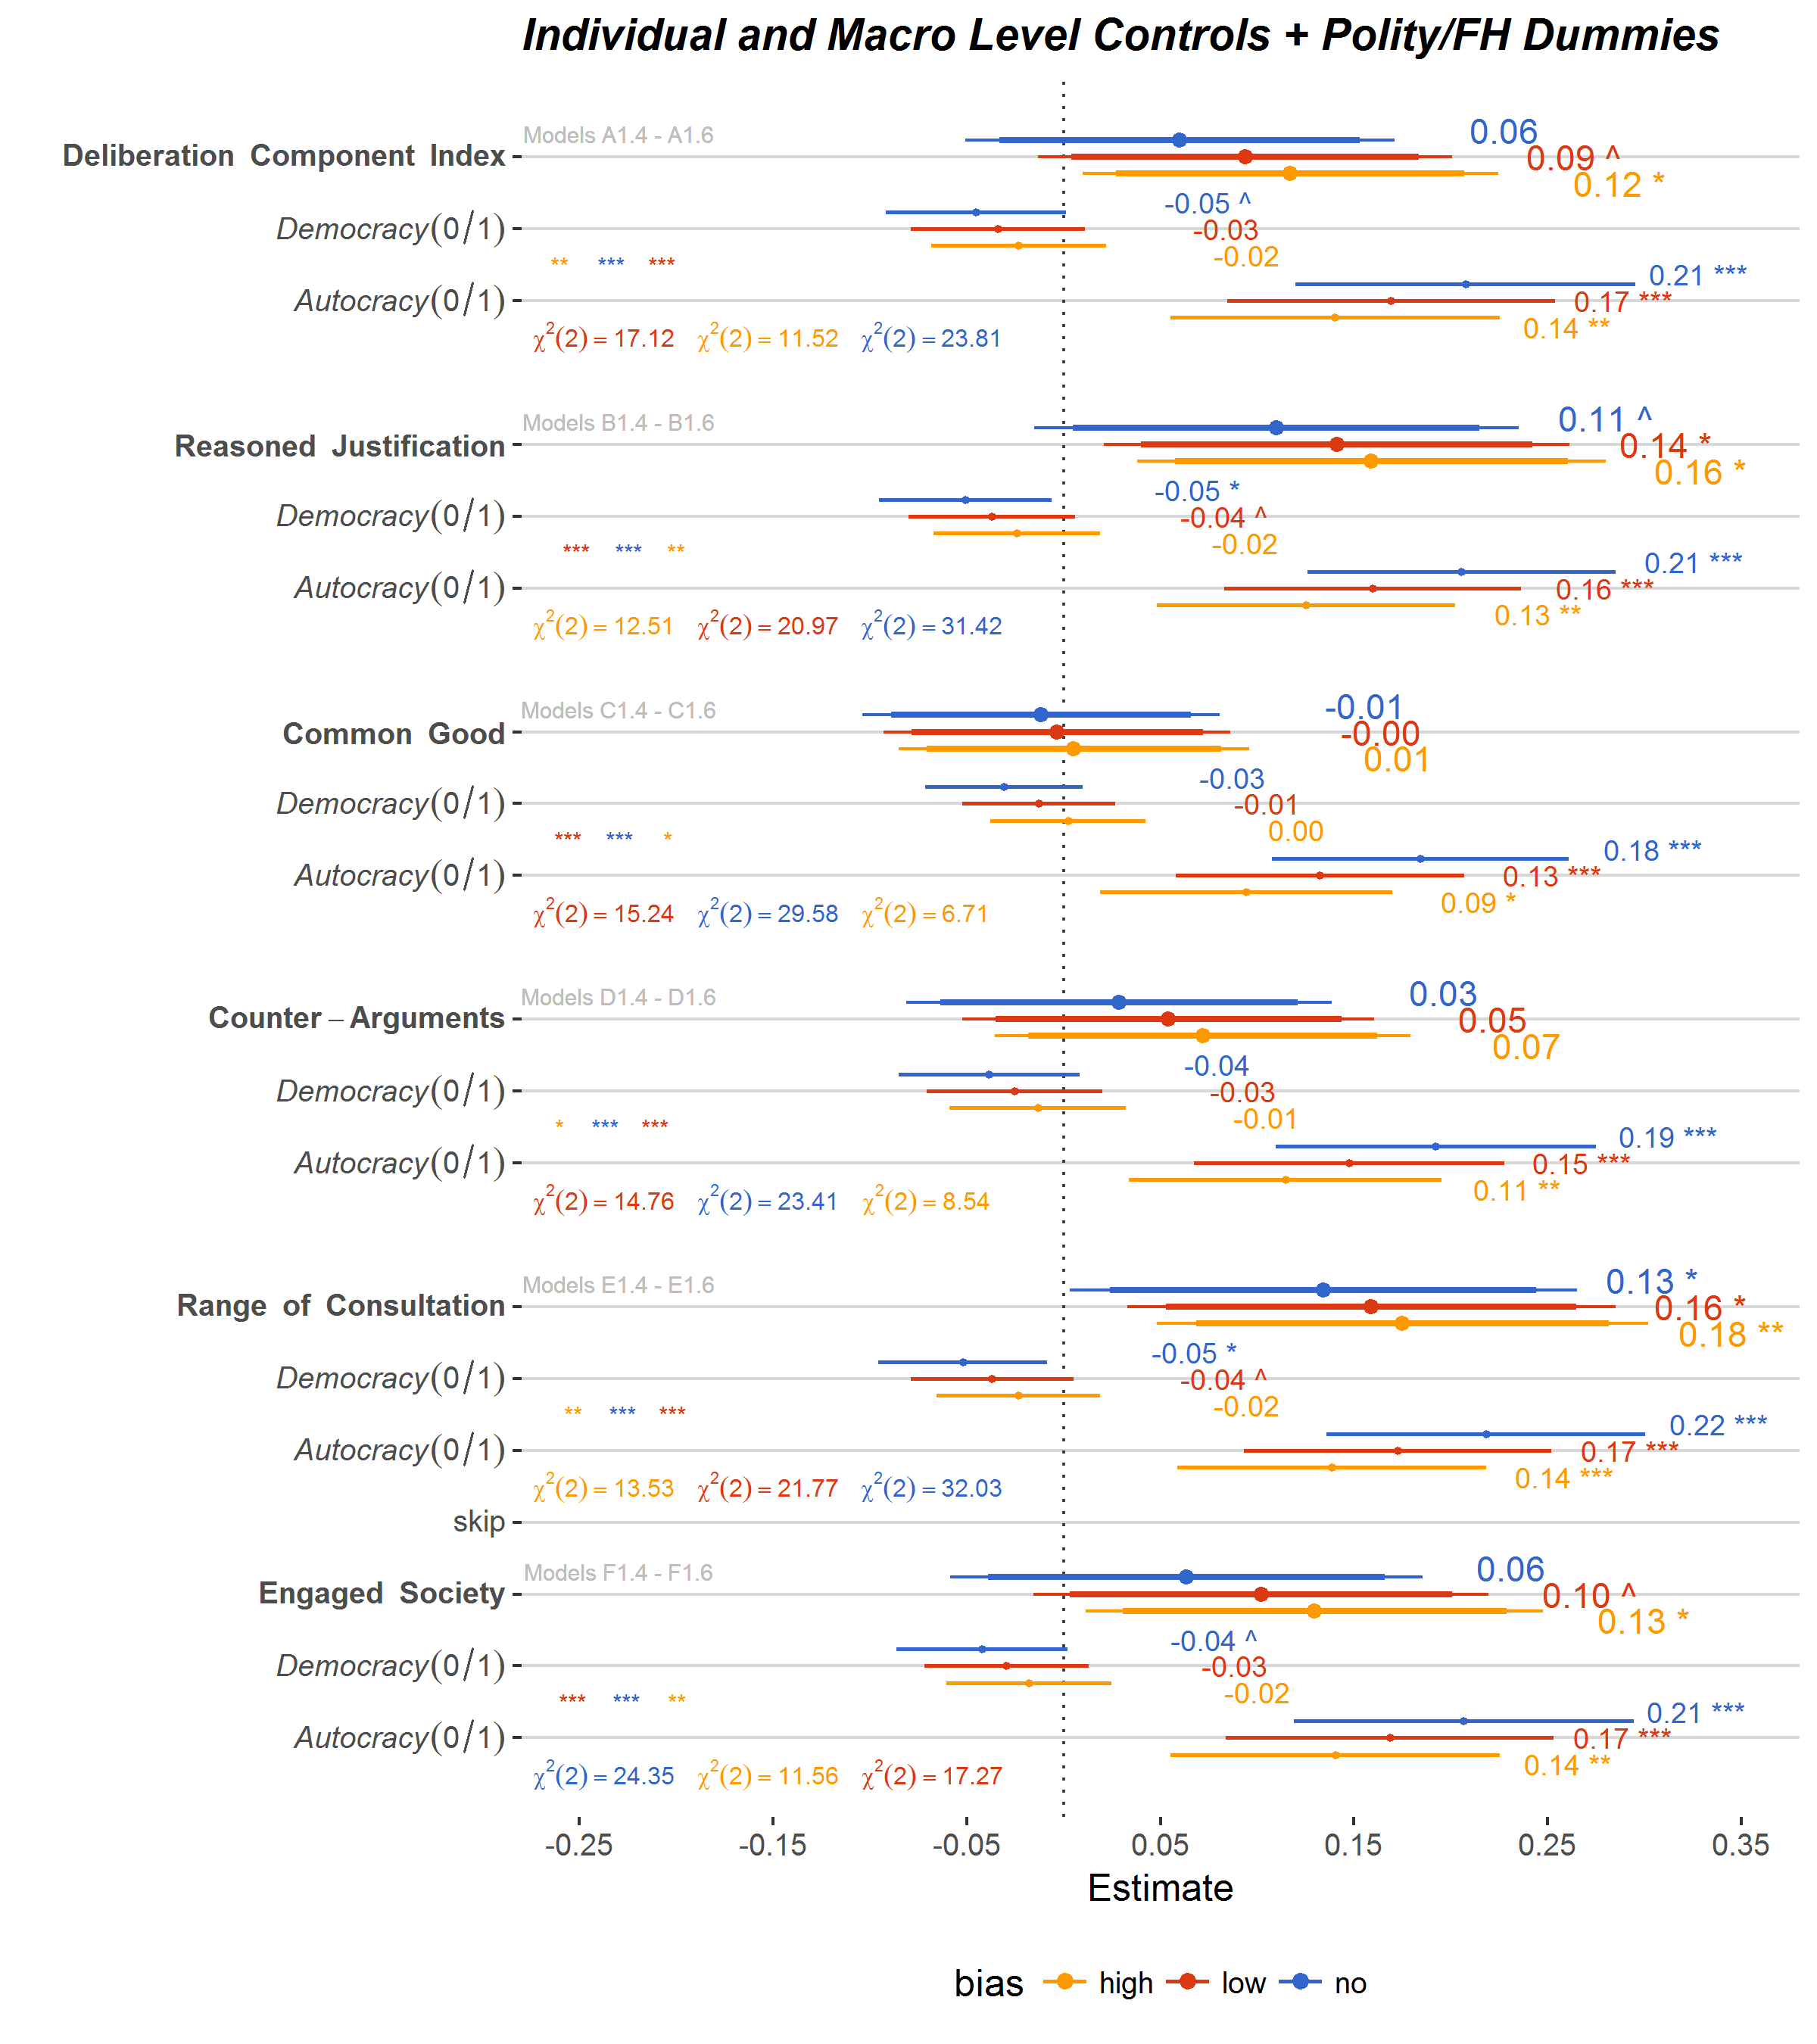 Individual and Macro Level Controls + Polity/FH Dummies
Models A1.4 - A1.6
0.06
Deliberation Component Index
0.09 ^
0.12 *
-0.05 ^
Democracy(0/1)
-0.03
-0.02
** *** ***
0.21 ***
Autocracy(0/1)
0.17 ***
0.14 **
χ²(2) = 17.12 χ²(2) = 11.52 χ²(2) = 23.81
Models B1.4 - B1.6
0.11 ^
Reasoned Justification
0.14 *
0.16 *
-0.05 *
Democracy(0/1)
-0.04 ^
-0.02
*** *** **
0.21 ***
Autocracy(0/1)
0.16 ***
0.13 **
χ²(2) = 12.51 χ²(2) = 20.97 χ²(2) = 31.42
Models C1.4 - C1.6
-0.01
Common Good
-0.00
0.01
-0.03
Democracy(0/1)
-0.01
0.00
*** *** *
0.18 ***
Autocracy(0/1)
0.13 ***
0.09 *
χ²(2) = 15.24 χ²(2) = 29.58 χ²(2) = 6.71
Models D1.4 - D1.6
0.03
Counter – Arguments
0.05
0.07
-0.04
Democracy(0/1)
-0.03
-0.01
* *** ***
0.19 ***
Autocracy(0/1)
0.15 ***
0.11 **
χ²(2) = 14.76 χ²(2) = 23.41 χ²(2) = 8.54
Models E1.4 - E1.6
0.13 *
Range of Consultation
0.16 *
0.18 **
-0.05 *
Democracy(0/1)
-0.04 ^
-0.02
** *** ***
0.22 ***
Autocracy(0/1)
0.17 ***
0.14 ***
χ²(2) = 13.53 χ²(2) = 21.77 χ²(2) = 32.03
skip
Models F1.4 - F1.6
0.06
Engaged Society
0.10 ^
0.13 *
-0.04 ^
Democracy(0/1)
-0.03
-0.02
*** *** **
0.21 ***
Autocracy(0/1)
0.17 ***
0.14 **
χ²(2) = 24.35 χ²(2) = 11.56 χ²(2) = 17.27
-0.25 -0.15 -0.05 0.05 0.15 0.25 0.35
Estimate
bias high low no